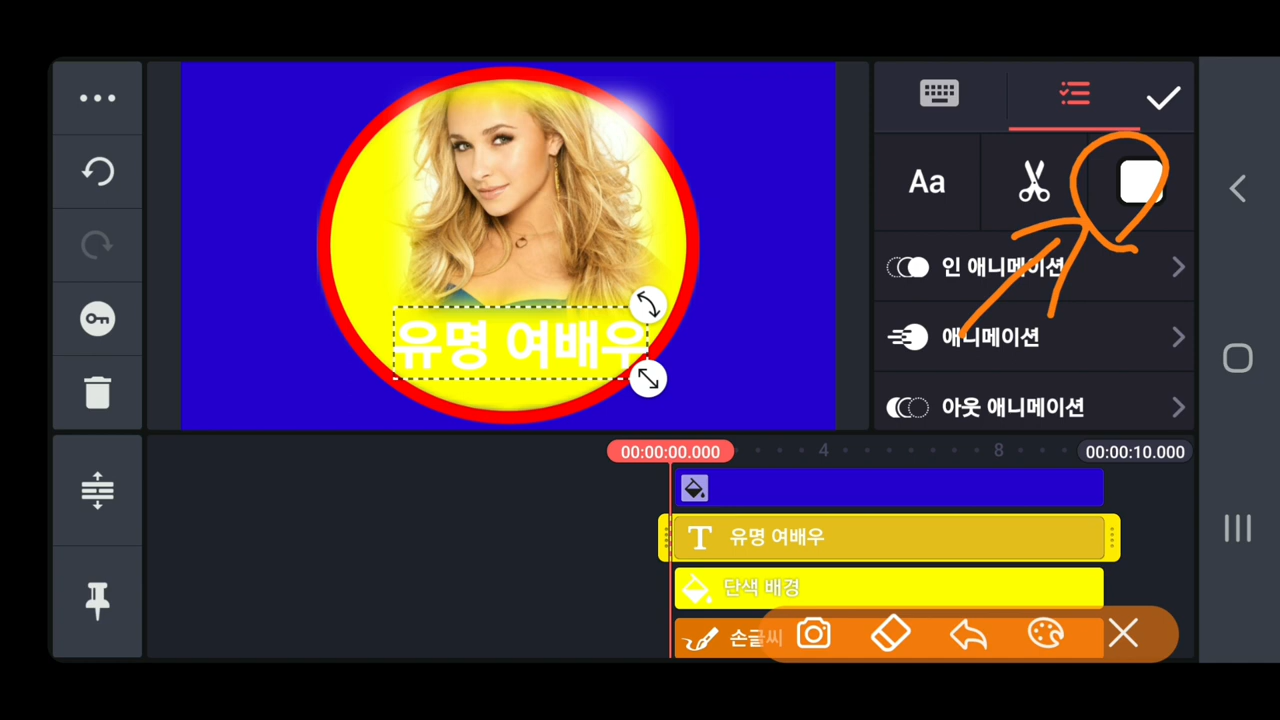 Aa
인 애니메이션
애니메이션
유명 여배우
아웃 애니메이션
00:00:00.000
4
8
00:00:10.000
T 유명 여배우
단색 배경
손글씨